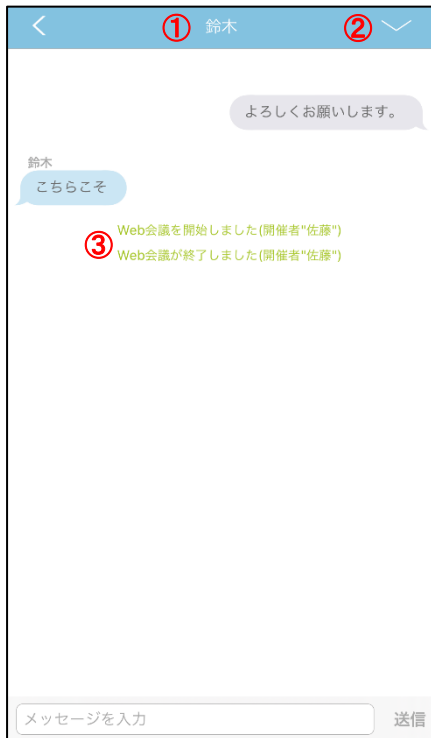 ① 鈴木 ②
よろしくお願いします。
鈴木
こちらこそ
Web会議を開始しました(開催者"佐藤")
③
Web会議が終了しました(開催者"佐藤")
メッセージを入力 送信